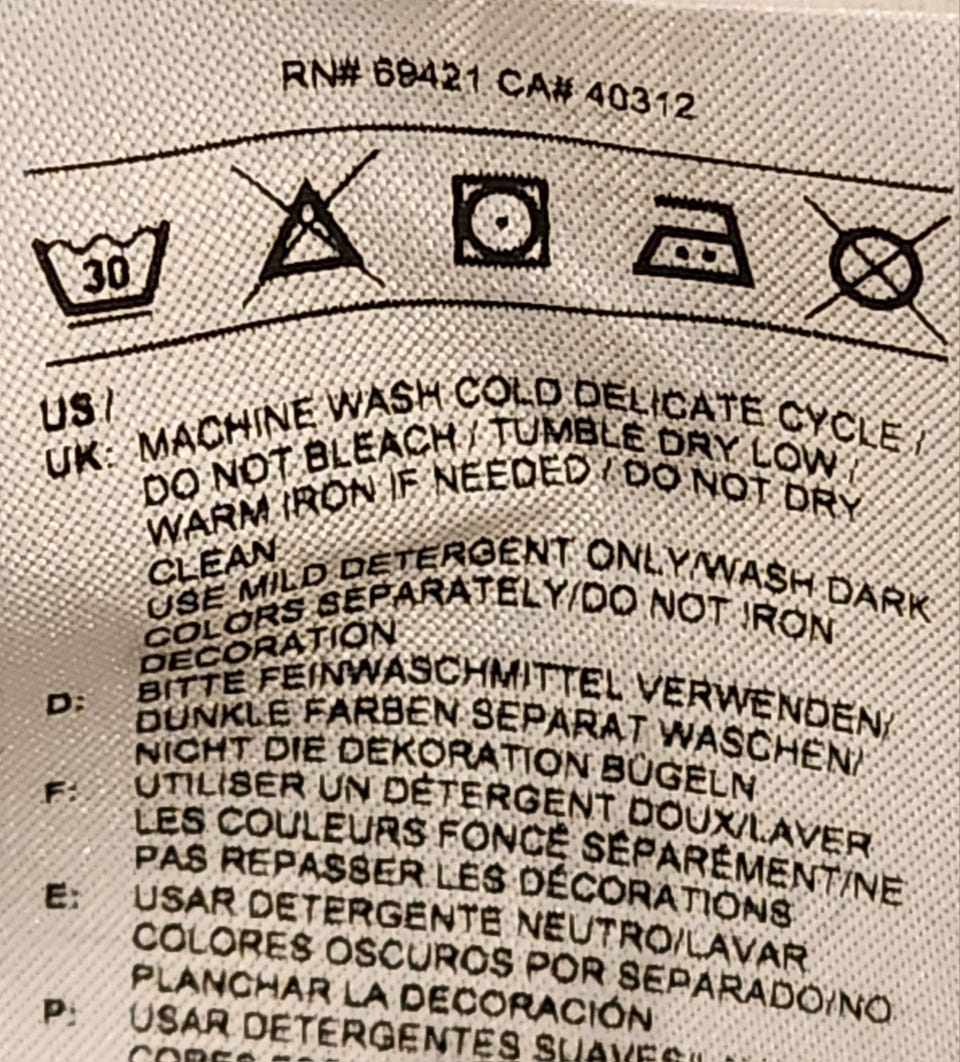 RN# 69421 CA# 40312
30
US / MACHINE WASH COLD DELICATE CYCLE /
UK: DO NOT BLEACH / TUMBLE DRY LOW /
WARM IRON IF NEEDED / DO NOT DRY
CLEAN
USE MILD DETERGENT ONLY/WASH DARK
COLORS SEPARATELY/DO NOT IRON
DECORATION
D: BITTE FEINWASCHMITTEL VERWENDEN/
DUNKLE FARBEN SEPARAT WASCHEN/
NICHT DIE DEKORATION BÜGELN
F: UTILISER UN DÉTERGENT DOUX/LAVER
LES COULEURS FONCÉ SÉPARÉMENT/NE
PAS REPASSER LES DÉCORATIONS
E: USAR DETERGENTE NEUTRO/LAVAR
COLORES OSCUROS POR SEPARADO/NO
PLANCHAR LA DECORACIÓN
P: USAR DETERGENTES SUAVES/